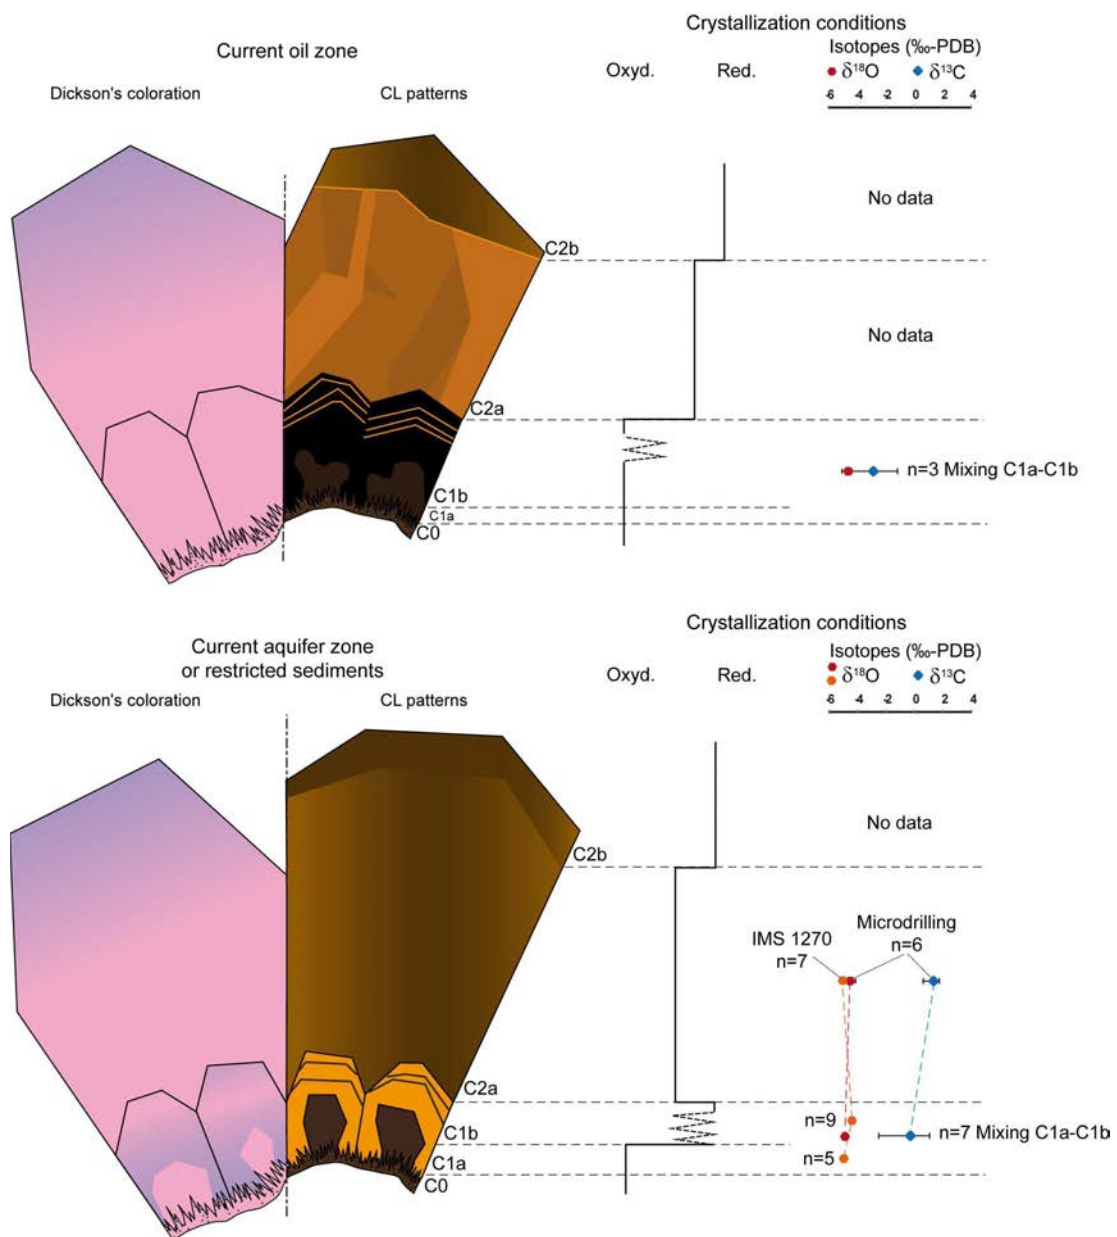 Crystallization conditions
Current oil zone
Isotopes (‰-PDB)
Oxyd.
Red.
δ¹⁸O
δ¹³C
Dickson's coloration
CL patterns
-6 -4 -2 0 2 4
No data
C2b
No data
C2a
n=3 Mixing C1a-C1b
C1b
C1a
C0
Crystallization conditions
Current aquifer zone
or restricted sediments
Isotopes (‰-PDB)
Oxyd.
Red.
δ¹⁸O
δ¹³C
Dickson's coloration
CL patterns
-6 -4 -2 0 2 4
No data
C2b
Microdrilling
n=6
IMS 1270
n=7
C2a
n=9
C1b
n=7 Mixing C1a-C1b
n=5
C1a
C0